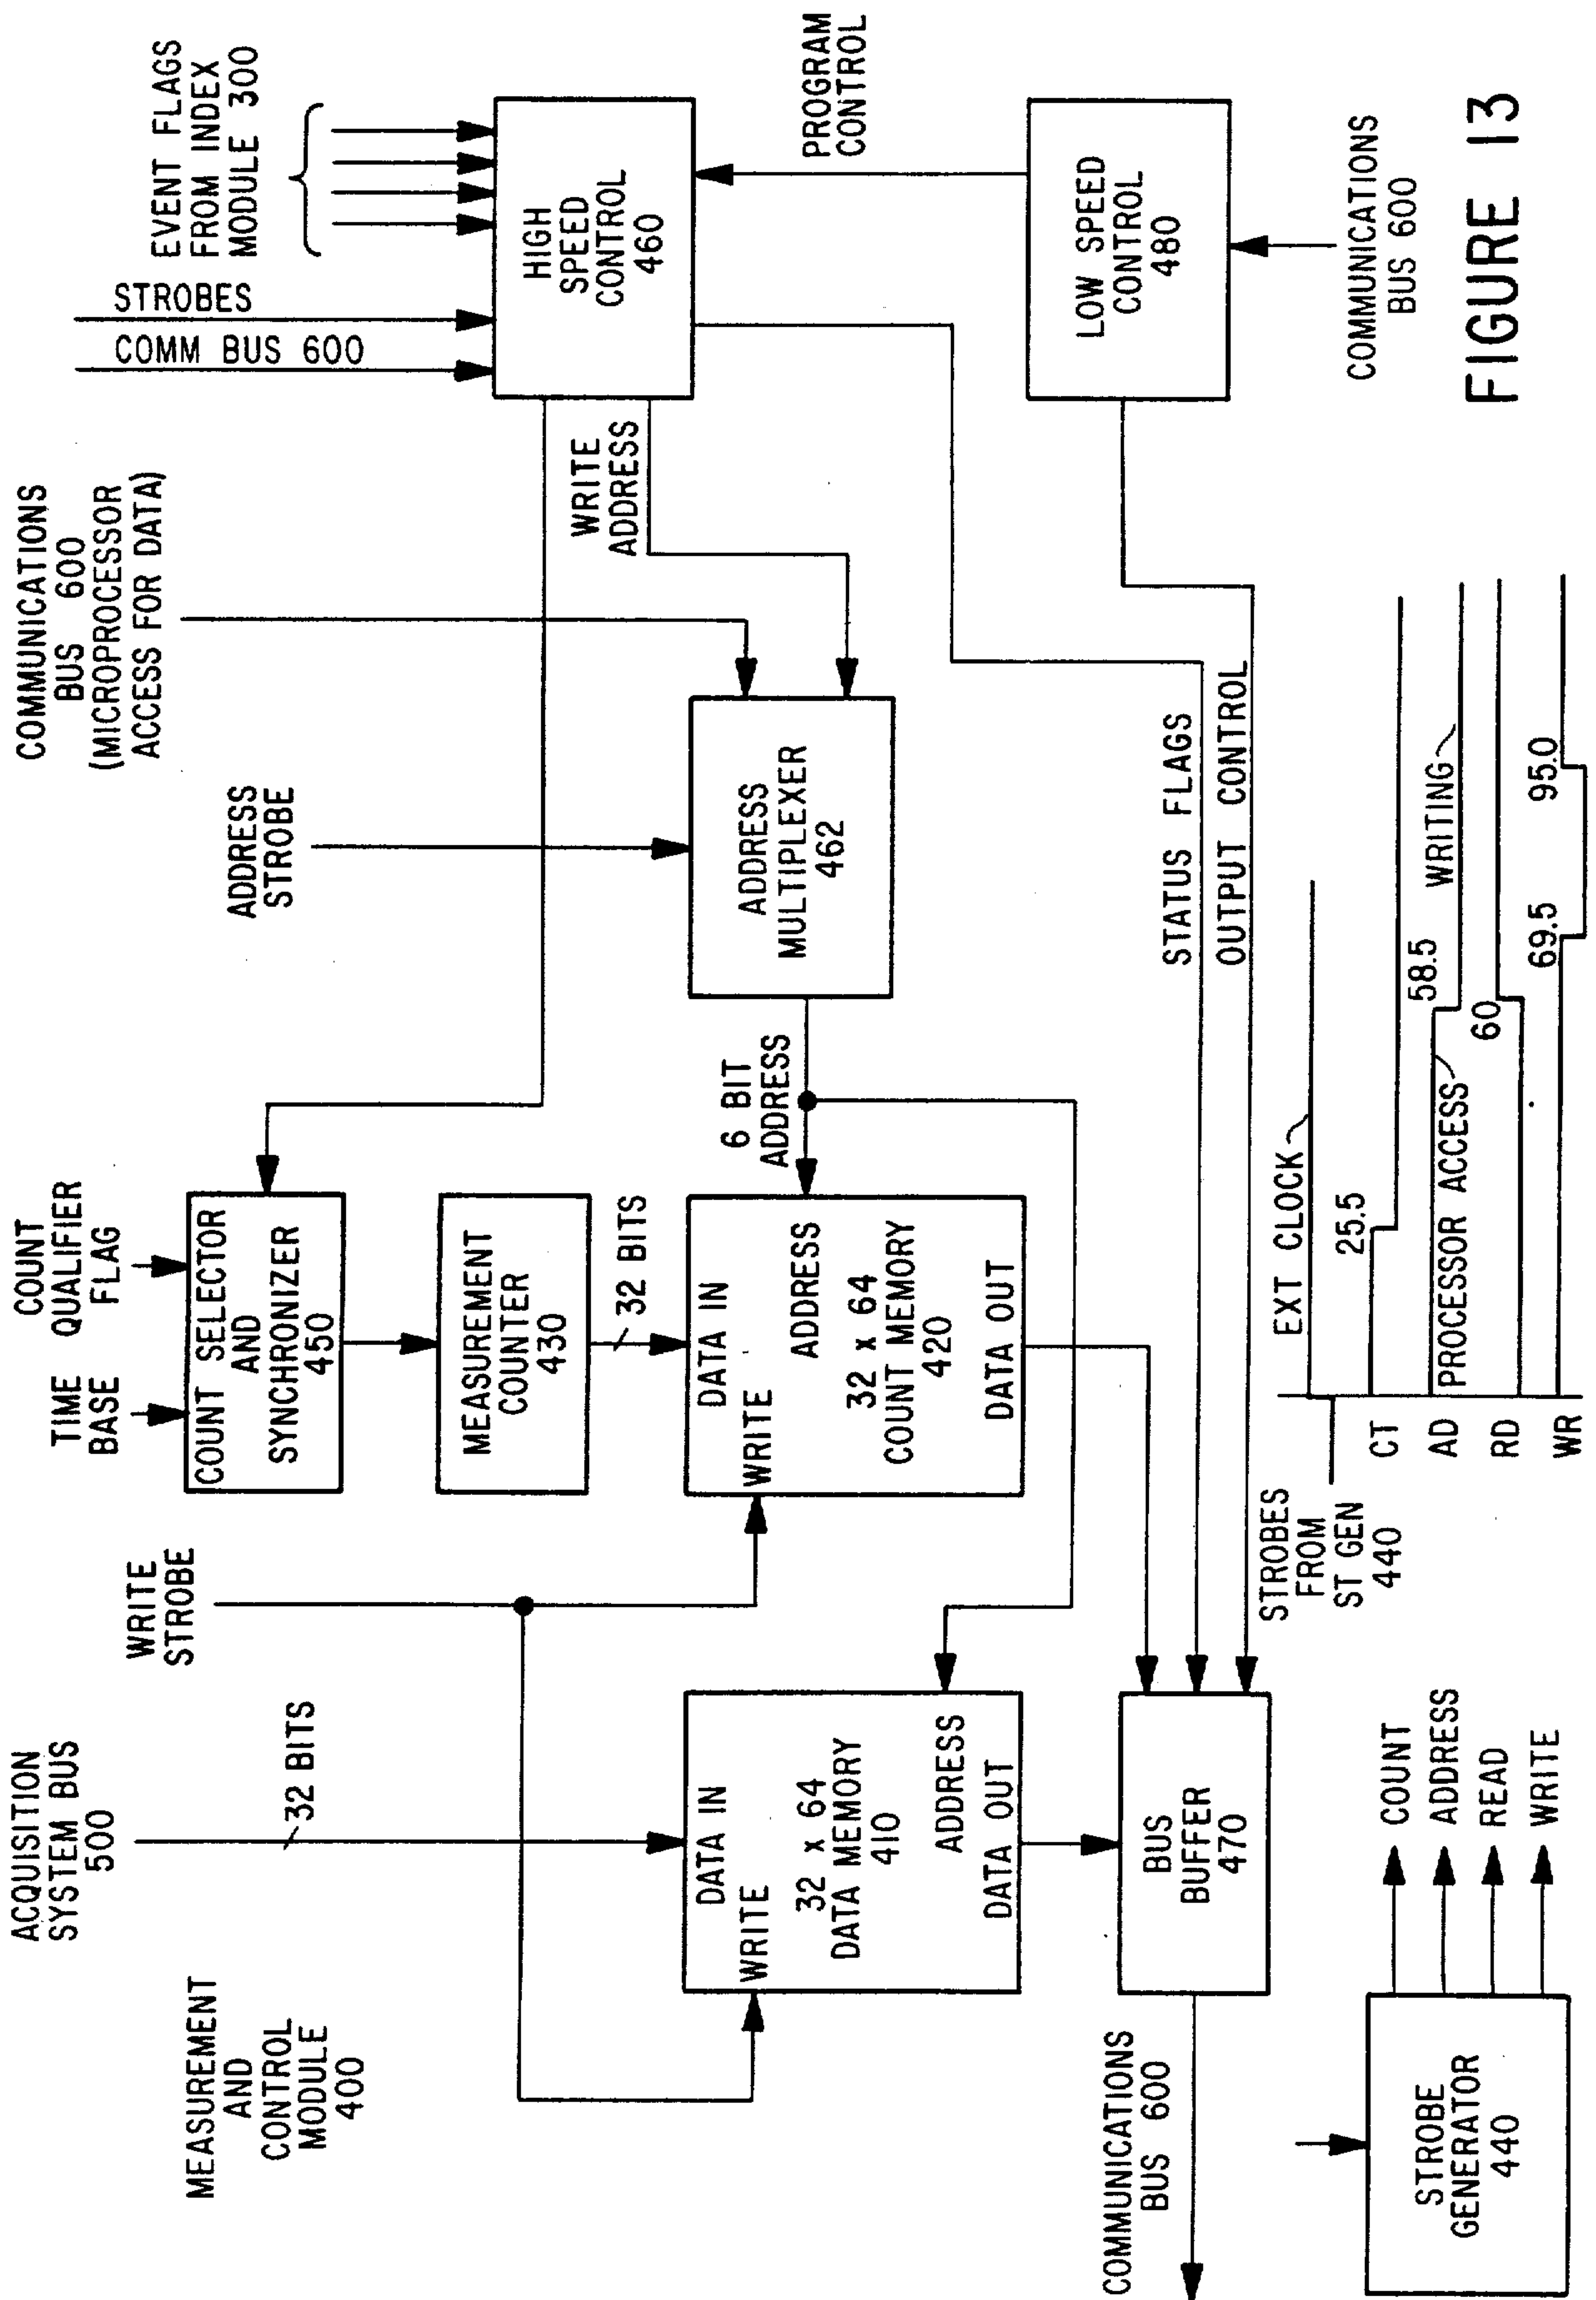 MEASUREMENT
AND
CONTROL
MODULE
400
ACQUISITION
SYSTEM BUS
500
32 BITS
WRITE
STROBE
TIME
BASE
COUNT
QUALIFIER
FLAG
COUNT SELECTOR
AND
SYNCHRONIZER
450
MEASUREMENT
COUNTER
430
32 BITS
ADDRESS
STROBE
COMMUNICATIONS
BUS 600
(MICROPROCESSOR
ACCESS FOR DATA)
COMM BUS 600
STROBES
EVENT FLAGS
FROM INDEX
MODULE 300
HIGH
SPEED
CONTROL
460
WRITE
ADDRESS
PROGRAM
CONTROL
DATA IN
WRITE
32 x 64
DATA MEMORY
410
ADDRESS
DATA OUT
DATA IN
WRITE
ADDRESS
32 x 64
COUNT MEMORY
420
DATA OUT
6 BIT
ADDRESS
ADDRESS
MULTIPLEXER
462
LOW SPEED
CONTROL
480
COMMUNICATIONS
BUS 600
STATUS FLAGS
OUTPUT CONTROL
BUS
BUFFER
470
COMMUNICATIONS
BUS 600
STROBE
GENERATOR
440
COUNT
ADDRESS
READ
WRITE
STROBES
FROM
ST GEN
440
EXT CLOCK
CT
25.5
AD
PROCESSOR ACCESS
58.5
WRITING
RD
60
WR
69.5
95.0
FIGURE 13